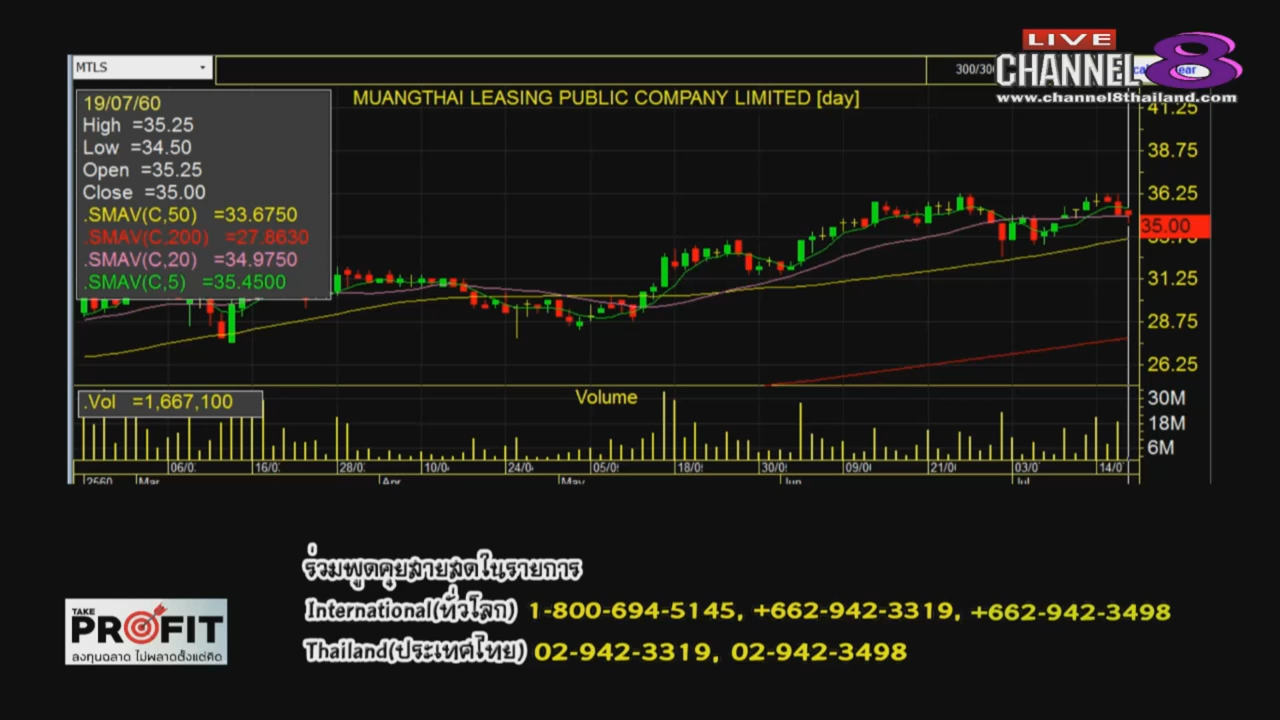 LIVE
CHANNEL 8
www.channel8thailand.com
MTLS
MUANGTHAI LEASING PUBLIC COMPANY LIMITED [day]
19/07/60
High =35.25
Low =34.50
Open =35.25
Close =35.00
.SMAV(C,50) =33.6750
.SMAV(C,200) =27.8630
.SMAV(C,20) =34.9750
.SMAV(C,5) =35.4500
41.25
38.75
36.25
35.00
33.75
31.25
28.75
26.25
.Vol =1,667,100
Volume
30M
18M
6M
06/0 16/0 28/0 10/0 24/0 05/0 18/0 30/0 09/0 21/0 03/0 14/0
2560 Mar Apr May Jun Jul
ร่วมพูดคุยสายสดในรายการ
International(ทั่วโลก) 1-800-694-5145, +662-942-3319, +662-942-3498
Thailand(ประเทศไทย) 02-942-3319, 02-942-3498
TAKE
PROFIT
ลงทุนฉลาด ไม่พลาดตั้งแต่คิด